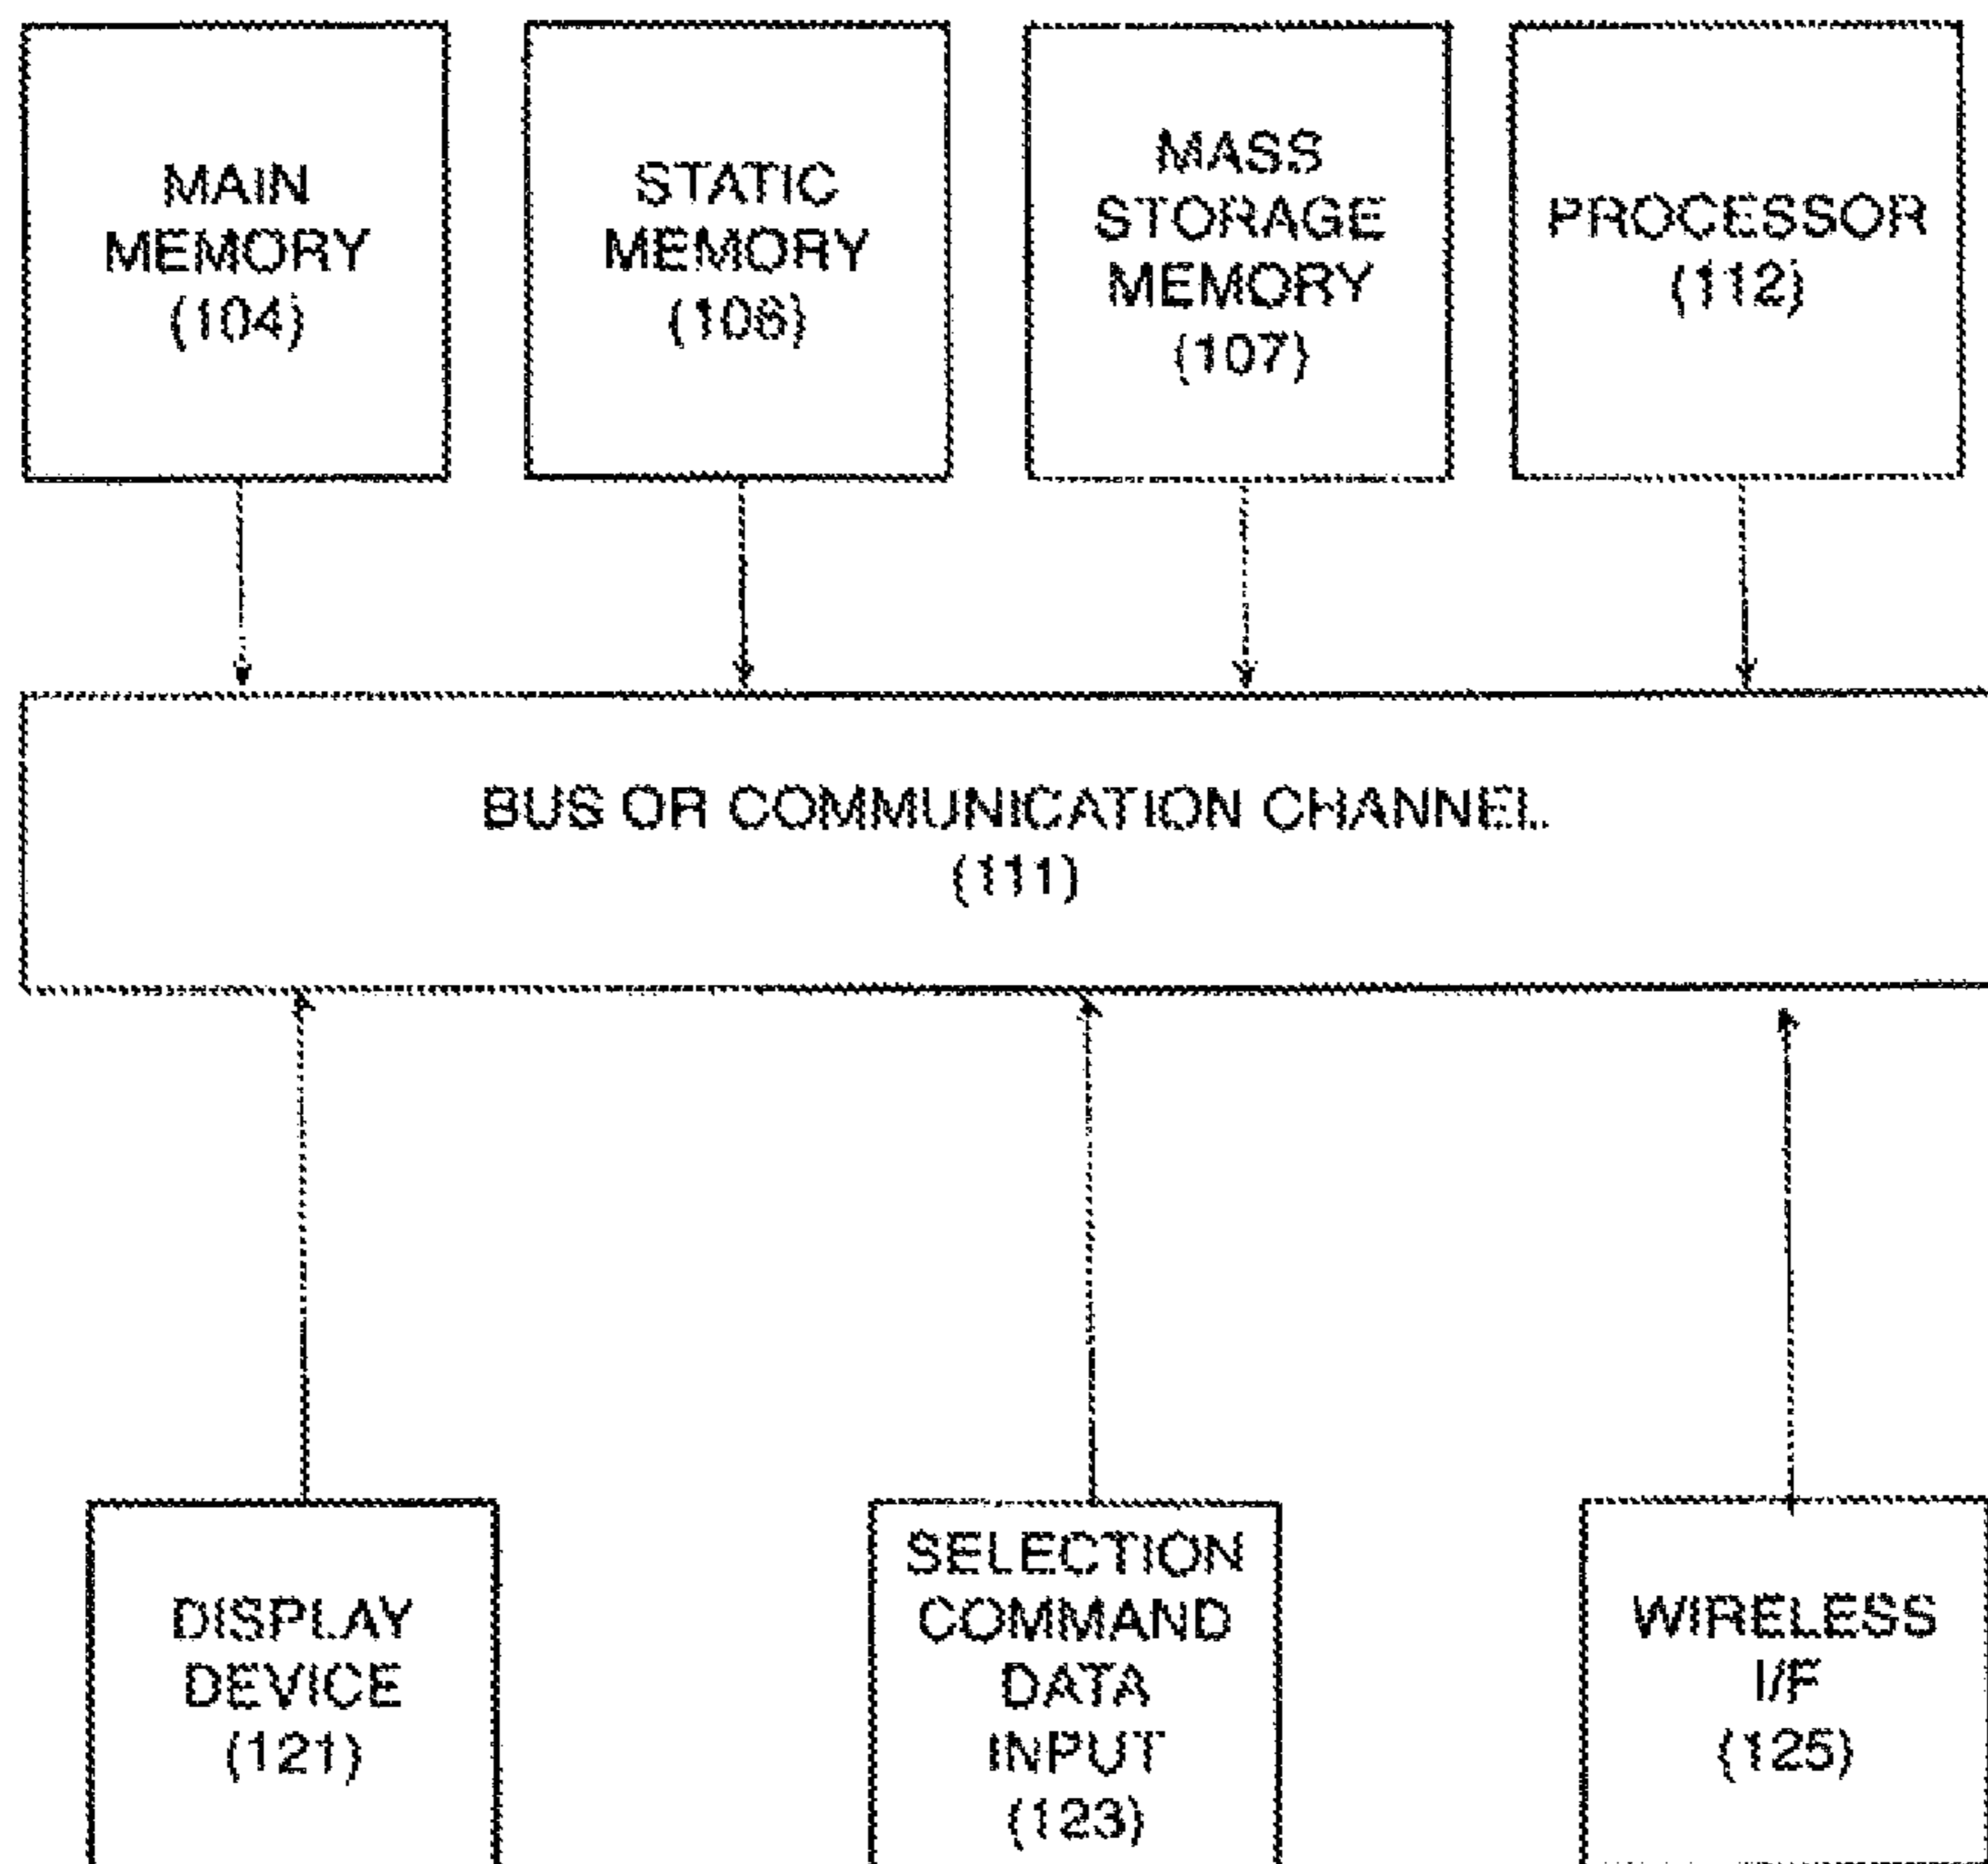 MAIN
MEMORY
(104)
STATIC
MEMORY
(106)
MASS
STORAGE
MEMORY
(107)
PROCESSOR
(112)
BUS OR COMMUNICATION CHANNEL
(111)
DISPLAY
DEVICE
(121)
SELECTION
COMMAND
DATA
INPUT
(123)
WIRELESS
I/F
(125)